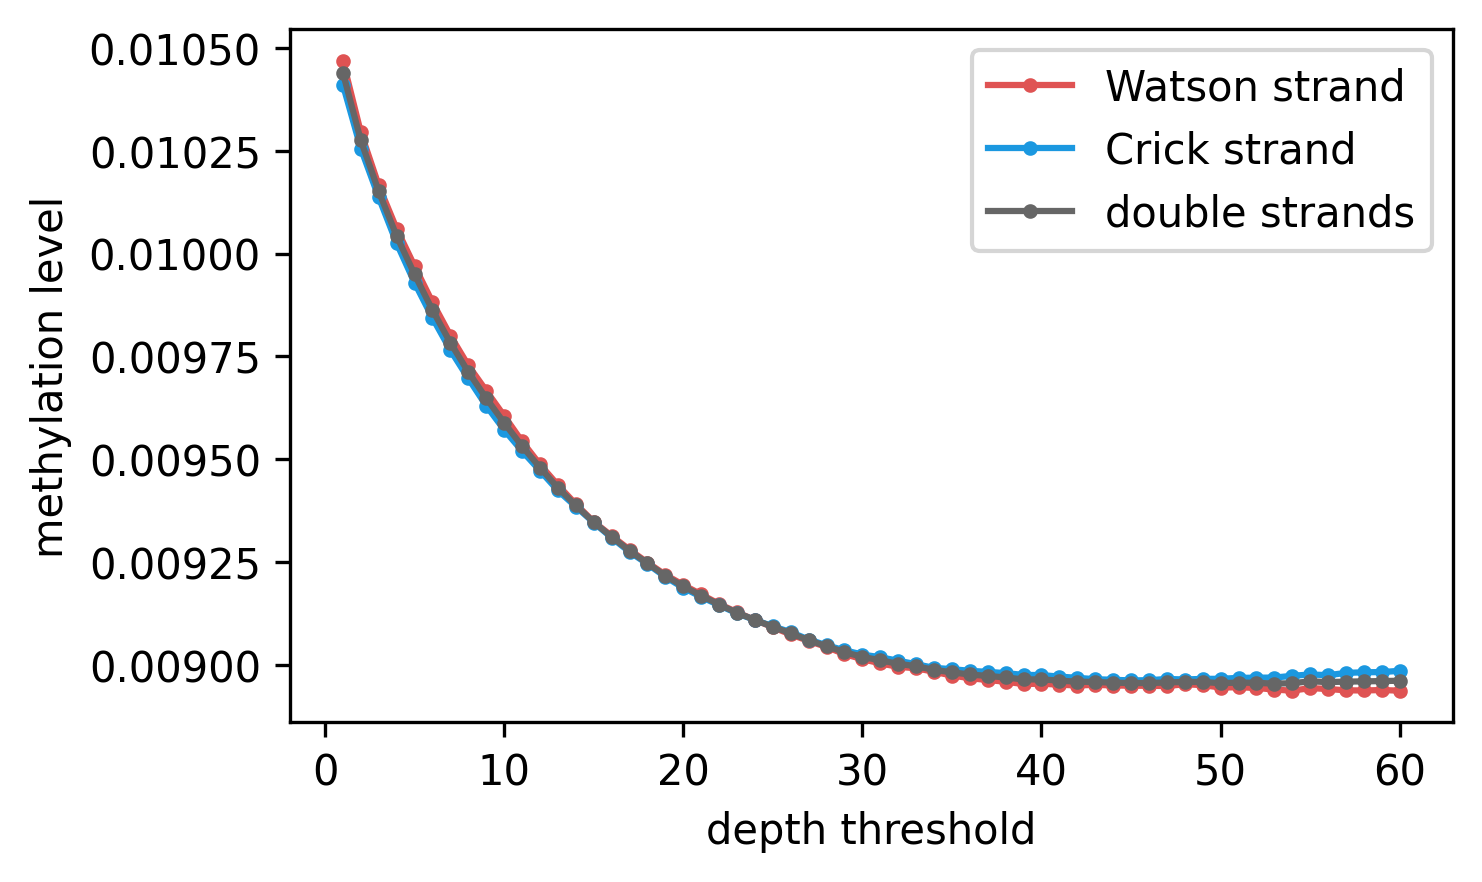 0.01050
0.01025
0.01000
0.00975
0.00950
0.00925
0.00900
methylation level
0 10 20 30 40 50 60
depth threshold
Watson strand
Crick strand
double strands